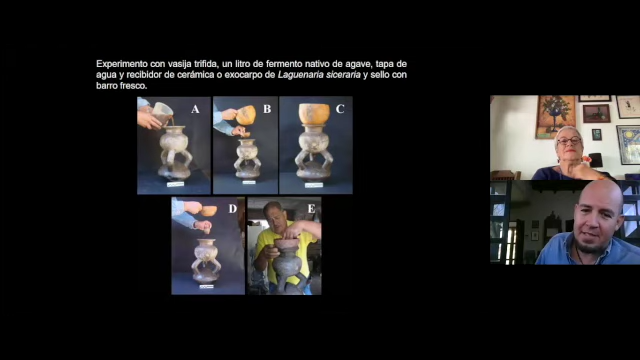 Experimento con vasija trífida, un litro de fermento nativo de agave, tapa de
agua y recibidor de cerámica o exocarpo de Laguenaria siceraria y sello con
barro fresco.
A
B
C
D
E